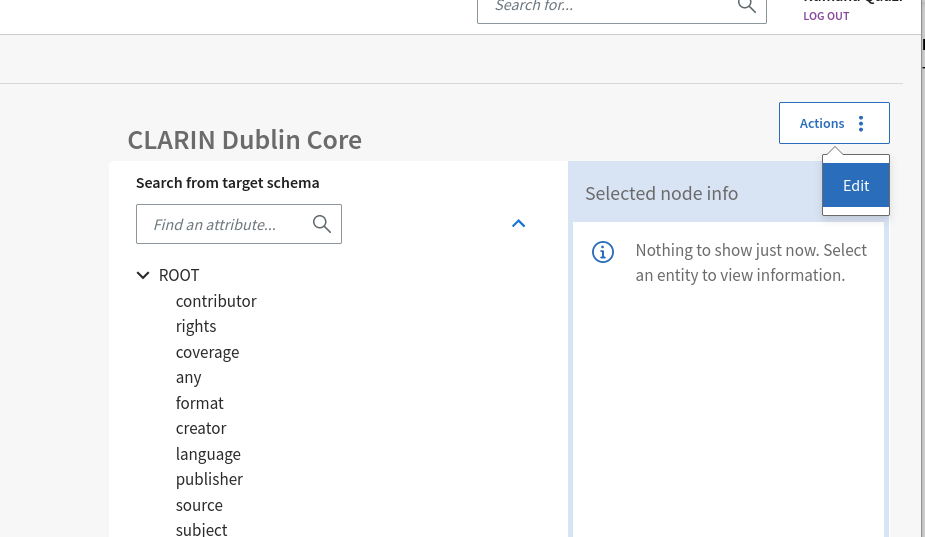 Search for...
LOG OUT
Actions
Edit
CLARIN Dublin Core
Search from target schema
Find an attribute...
ROOT
contributor
rights
coverage
any
format
creator
language
publisher
source
subject
Selected node info
Nothing to show just now. Select
an entity to view information.